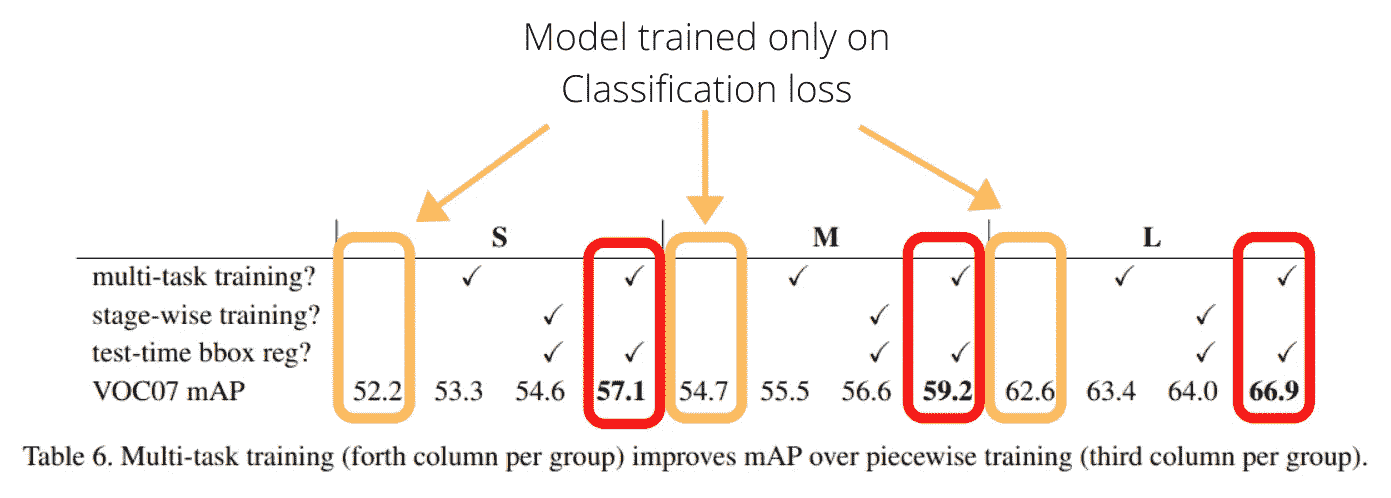 Model trained only on
Classification loss
S M L
multi-task training? ✓ ✓ ✓ ✓ ✓ ✓
stage-wise training? ✓ ✓ ✓
test-time bbox reg? ✓ ✓ ✓ ✓ ✓ ✓
VOC07 mAP 52.2 53.3 54.6 57.1 54.7 55.5 56.6 59.2 62.6 63.4 64.0 66.9
Table 6. Multi-task training (forth column per group) improves mAP over piecewise training (third column per group).